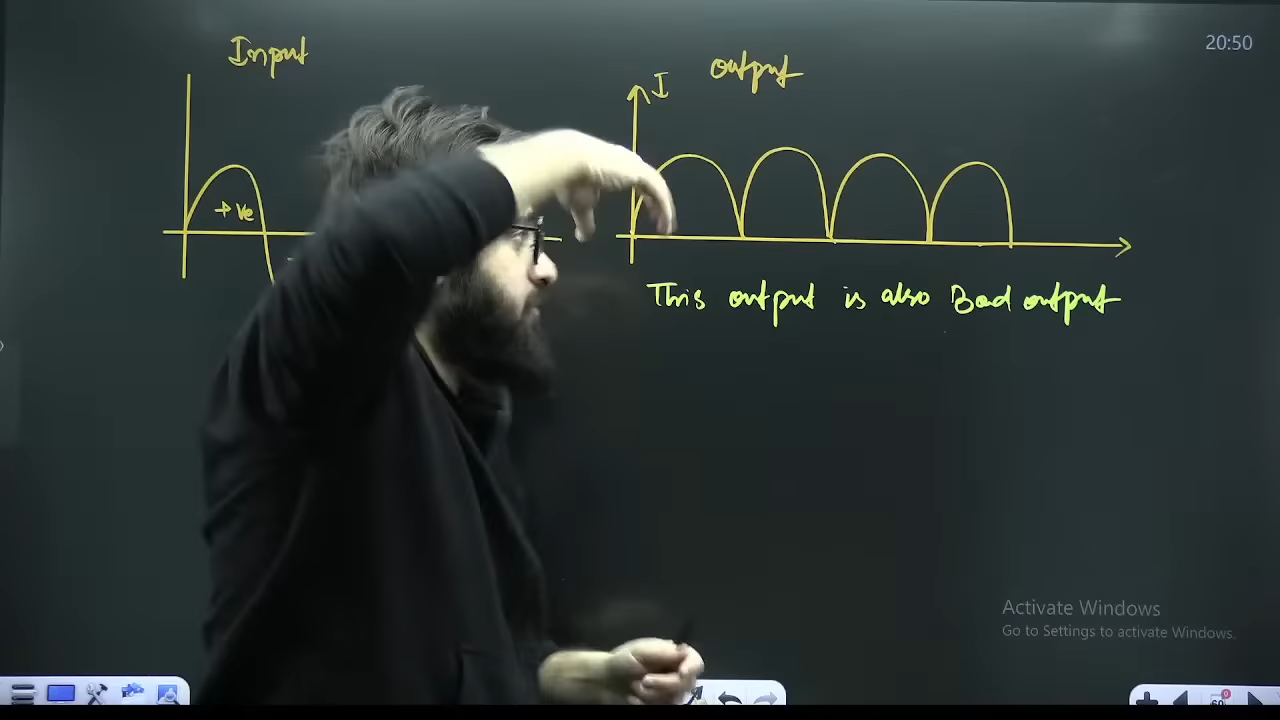 20:50
Input
output
I
+ve
This output is also Bad output
Activate Windows
Go to Settings to activate Windows.